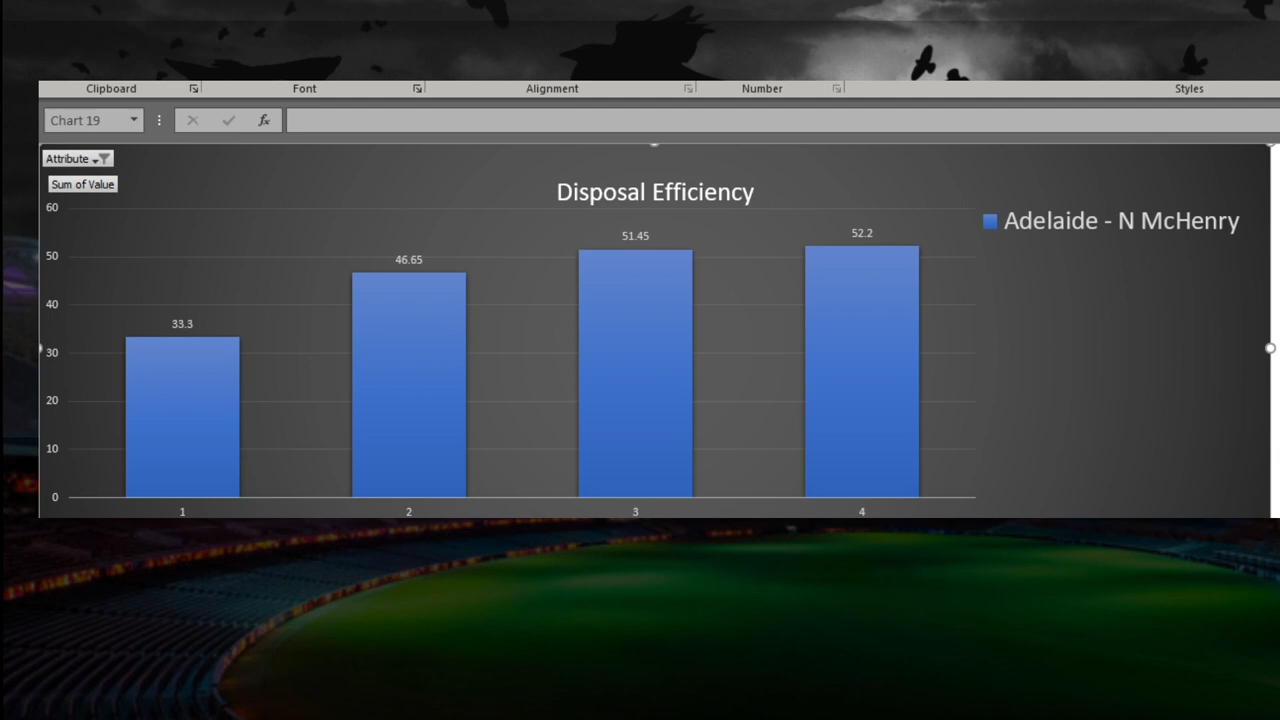 Clipboard Font Alignment Number Styles
Chart 19 fx
Attribute
Sum of Value
Disposal Efficiency
Adelaide - N McHenry
60
50
40
30
20
10
0
33.3
46.65
51.45
52.2
1 2 3 4